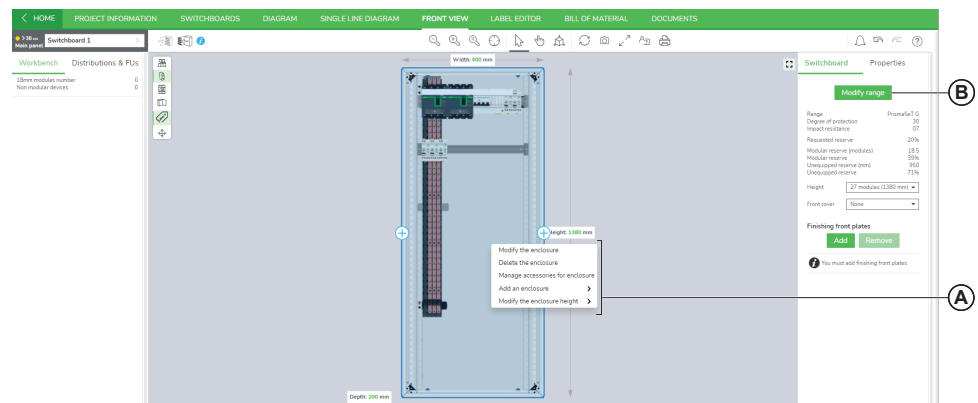 HOME PROJECT INFORMATION SWITCHBOARDS DIAGRAM SINGLE LINE DIAGRAM FRONT VIEW LABEL EDITOR BILL OF MATERIAL DOCUMENTS
Main panel Switchboard 1
Workbench Distributions & FUs
18mm modules number 0
Non modular devices 0
Width: 600 mm
Height: 1380 mm
Depth: 200 mm
Modify the enclosure
Delete the enclosure
Manage accessories for enclosure
Add an enclosure
Modify the enclosure height
A
Switchboard Properties
Modify range
B
Range PrismaSeT G
Degree of protection 30
Impact resistance 07
Requested reserve 20%
Modular reserve (modules) 18.5
Modular reserve 39%
Unequipped reserve (mm) 950
Unequipped reserve 71%
Height 27 modules (1380 mm)
Front cover None
Finishing front plates
Add Remove
You must add finishing front plates